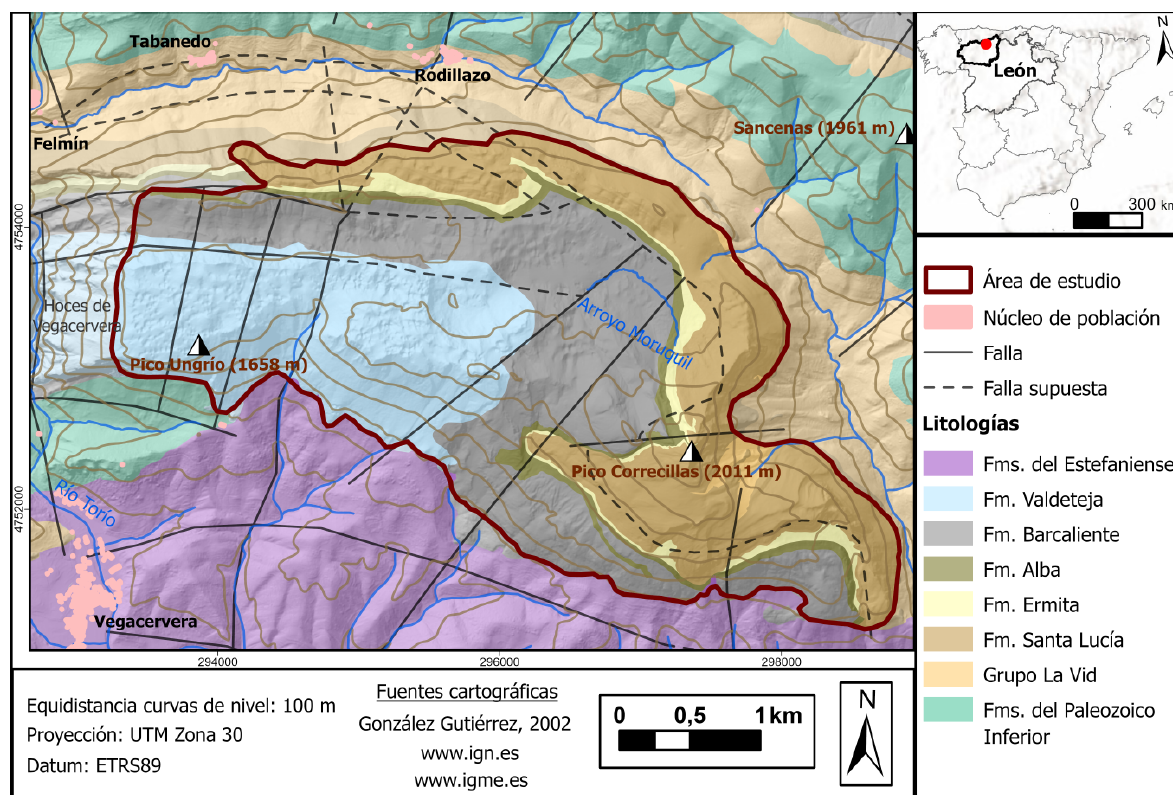 Tabanedo
Rodillazo
Sancenas (1961 m)
Felmín
4754000
Hoces de
Vegacervera
Arroyo Moruquil
Pico Ungrío (1658 m)
Pico Correcillas (2011 m)
Río Torío
4752000
Vegacervera
294000
296000
298000
León
N
0 300 km
Área de estudio
Núcleo de población
Falla
Falla supuesta
Litologías
Fms. del Estefaniense
Fm. Valdeteja
Fm. Barcaliente
Fm. Alba
Fm. Ermita
Fm. Santa Lucía
Grupo La Vid
Fms. del Paleozoico
Inferior
Equidistancia curvas de nivel: 100 m
Proyección: UTM Zona 30
Datum: ETRS89
Fuentes cartográficas
González Gutiérrez, 2002
www.ign.es
www.igme.es
0 0,5 1 km
N